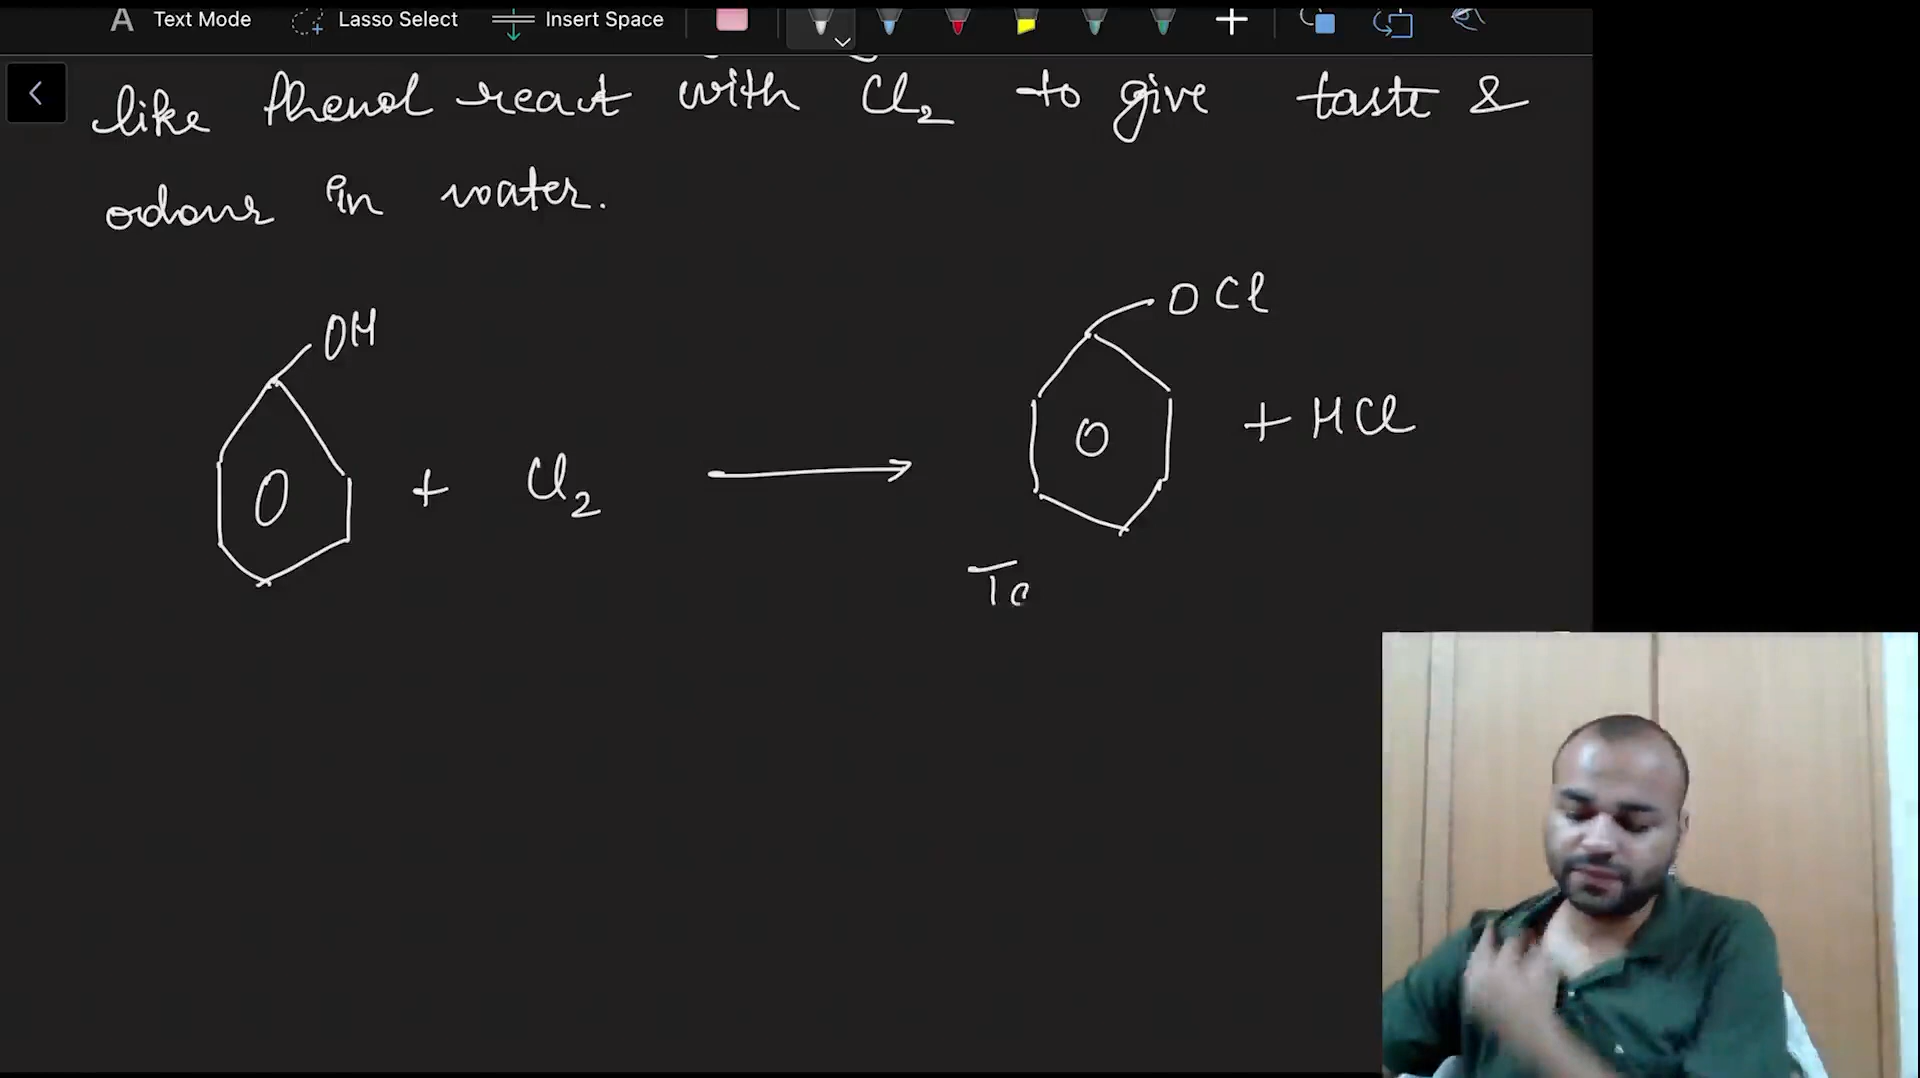 Text Mode Lasso Select Insert Space
like Phenol react with Cl2 to give taste &
odour in water.
OH
OCl
+ Cl2
+ HCl
Ta